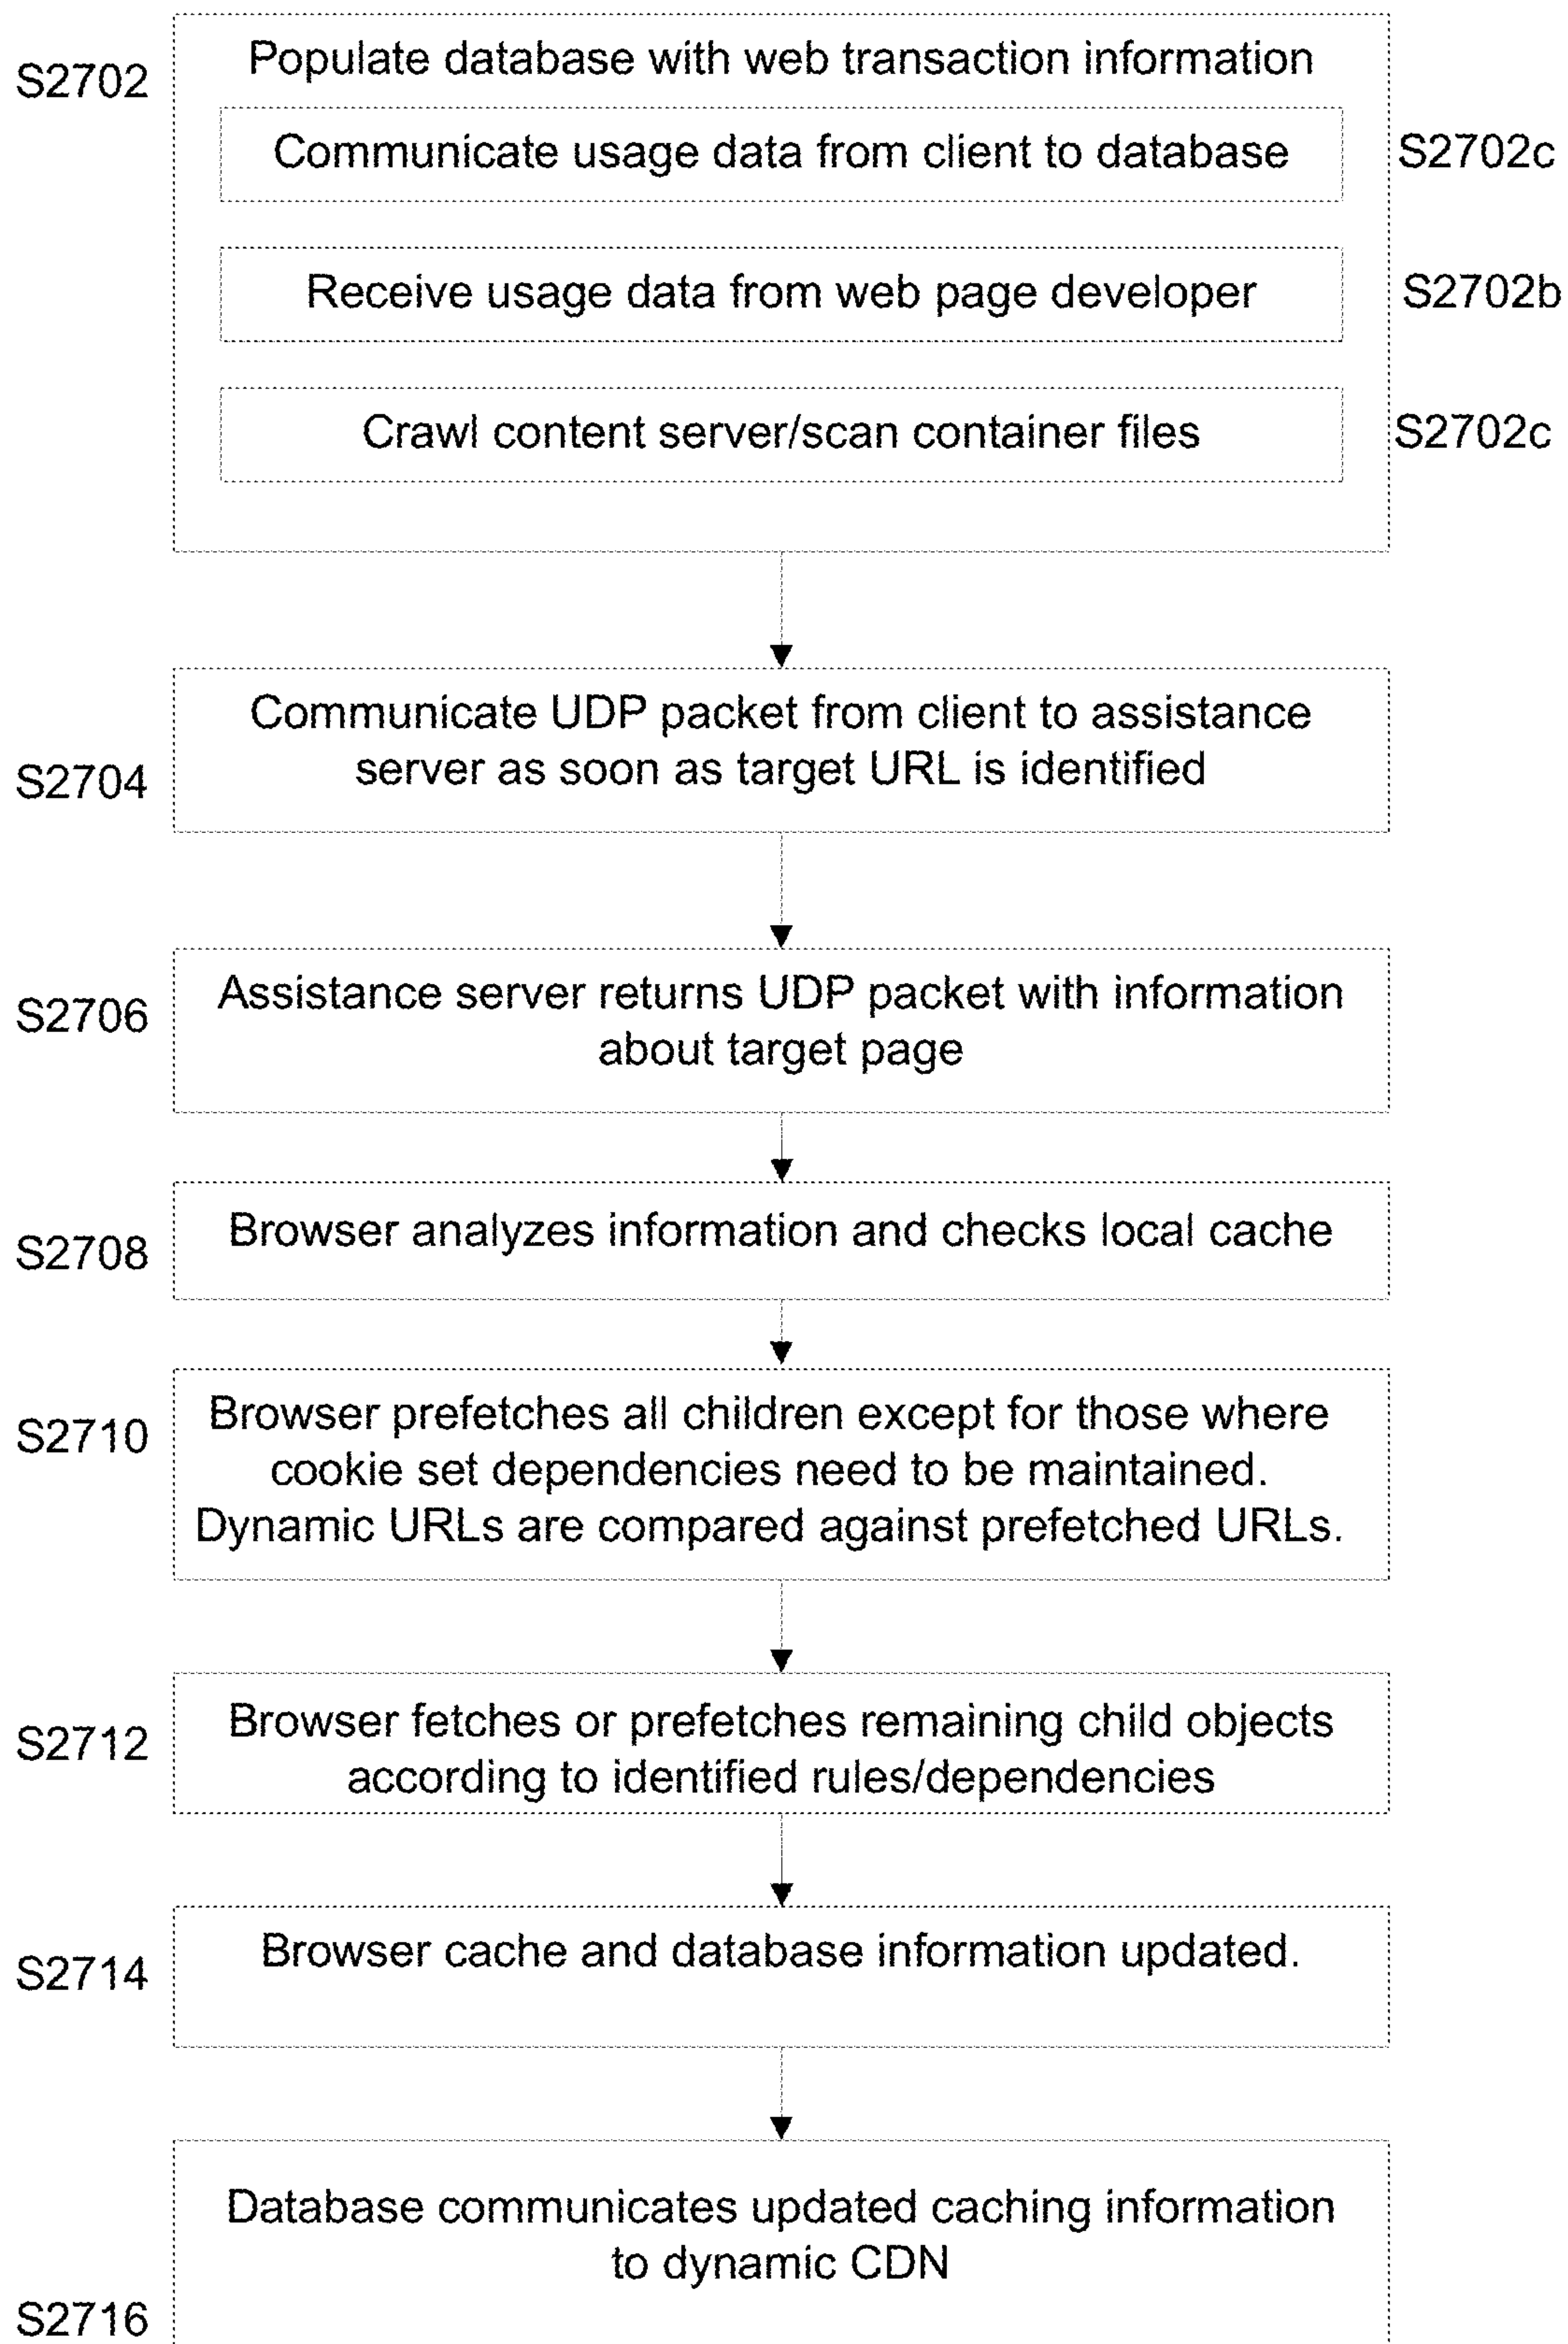 Populate database with web transaction information
S2702
Communicate usage data from client to database
S2702c
Receive usage data from web page developer
S2702b
Crawl content server/scan container files
S2702c
Communicate UDP packet from client to assistance
server as soon as target URL is identified
S2704
Assistance server returns UDP packet with information
S2706
about target page
Browser analyzes information and checks local cache
S2708
Browser prefetches all children except for those where
S2710
cookie set dependencies need to be maintained.
Dynamic URLs are compared against prefetched URLs.
Browser fetches or prefetches remaining child objects
S2712
according to identified rules/dependencies
Browser cache and database information updated.
S2714
Database communicates updated caching information
to dynamic CDN
S2716